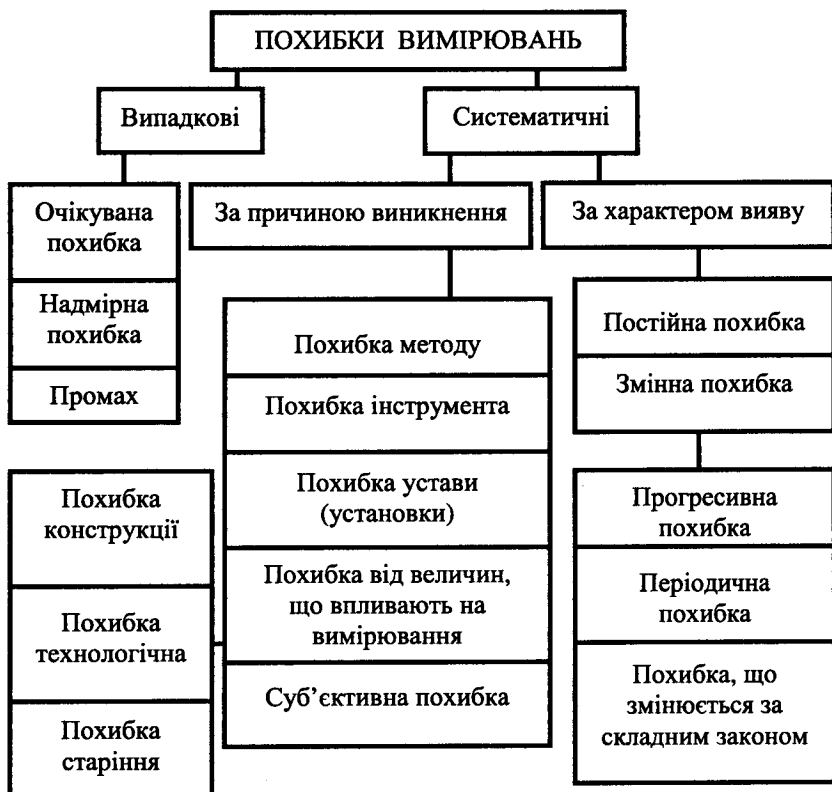 ПОХИБКИ ВИМІРЮВАНЬ
Випадкові
Систематичні
Очікувана
похибка
Надмірна
похибка
Промах
За причиною виникнення
За характером вияву
Похибка методу
Похибка інструмента
Похибка устави
(установки)
Похибка від величин,
що впливають на
вимірювання
Суб’єктивна похибка
Постійна похибка
Змінна похибка
Похибка
конструкції
Похибка
технологічна
Похибка
старіння
Прогресивна
похибка
Періодична
похибка
Похибка, що
змінюється за
складним законом